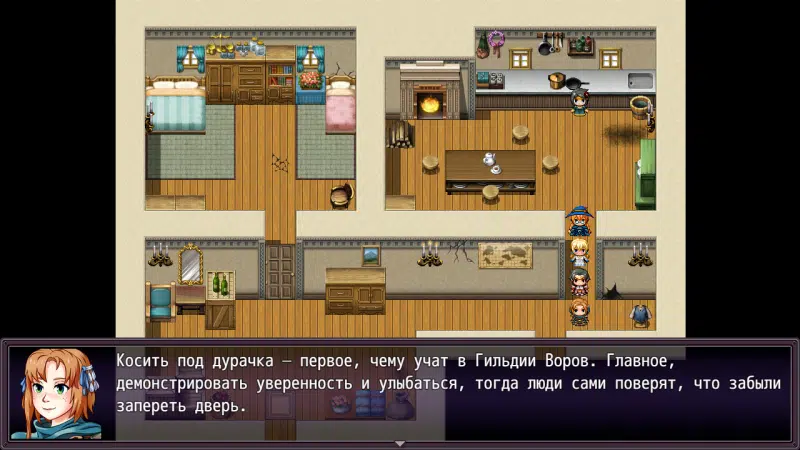 Косить под дурачка – первое, чему учат в Гильдии Воров. Главное,
демонстрировать уверенность и улыбаться, тогда люди сами поверят, что забыли
запереть дверь.